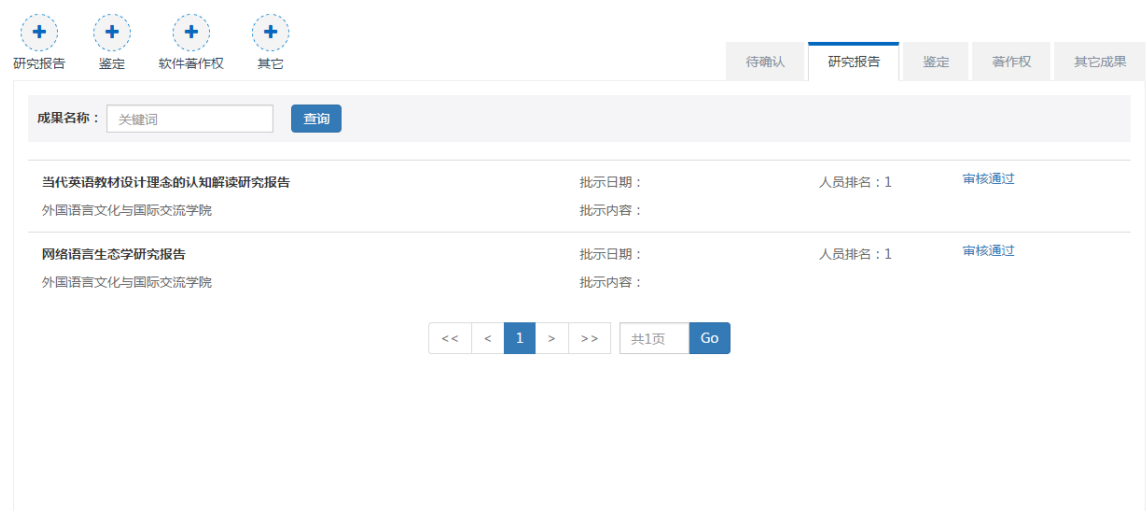 研究报告 鉴定 软件著作权 其它
待确认 研究报告 鉴定 著作权 其它成果
成果名称： 关键词 查询
当代英语教材设计理念的认知解读研究报告 批示日期： 人员排名：1 审核通过
外国语言文化与国际交流学院 批示内容：
网络语言生态学研究报告 批示日期： 人员排名：1 审核通过
外国语言文化与国际交流学院 批示内容：
<< < 1 > >> 共1页 Go